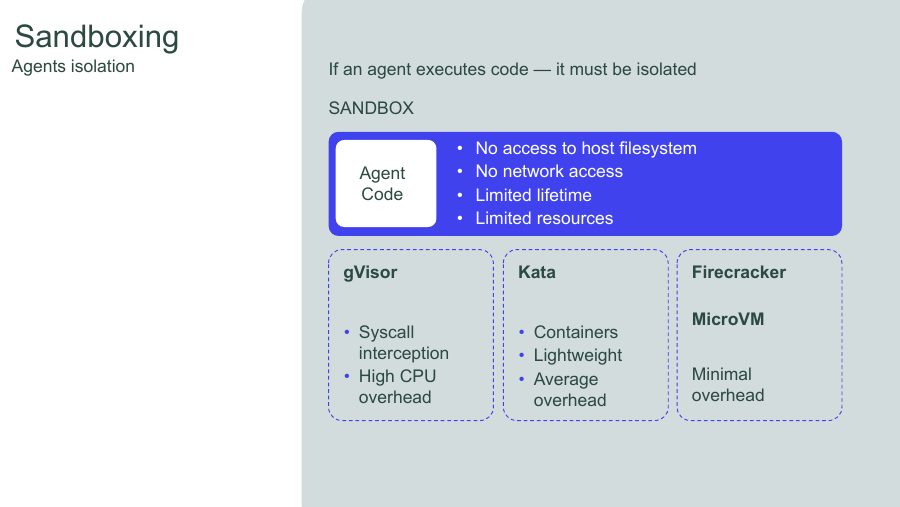 Sandboxing
Agents isolation
If an agent executes code — it must be isolated
SANDBOX
Agent
Code
• No access to host filesystem
• No network access
• Limited lifetime
• Limited resources
gVisor
• Syscall
interception
• High CPU
overhead
Kata
• Containers
• Lightweight
• Average
overhead
Firecracker
MicroVM
Minimal
overhead